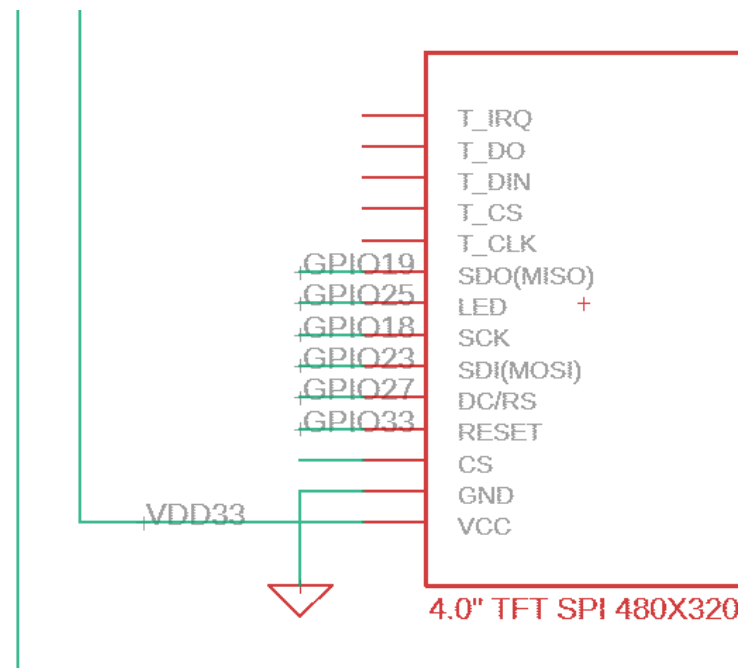 T_IRQ
T_DO
T_DIN
T_CS
T_CLK
GPIO19 SDO(MISO)
GPIO25 LED
GPIO18 SCK
GPIO23 SDI(MOSI)
GPIO27 DC/RS
GPIO33 RESET
CS
GND
VDD33 VCC
4.0" TFT SPI 480X320